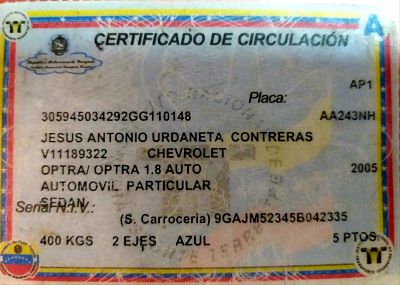 A
CERTIFICADO DE CIRCULACIÓN
AP1
Placa:
305945034292GG110148 AA243NH
JESUS ANTONIO URDANETA CONTRERAS
V11189322 CHEVROLET
OPTRA/ OPTRA 1.8 AUTO 2005
AUTOMOVIL PARTICULAR
SEDAN
Serial N.I.V.:
(S. Carroceria) 9GAJM52345B042335
400 KGS 2 EJES AZUL 5 PTOS.